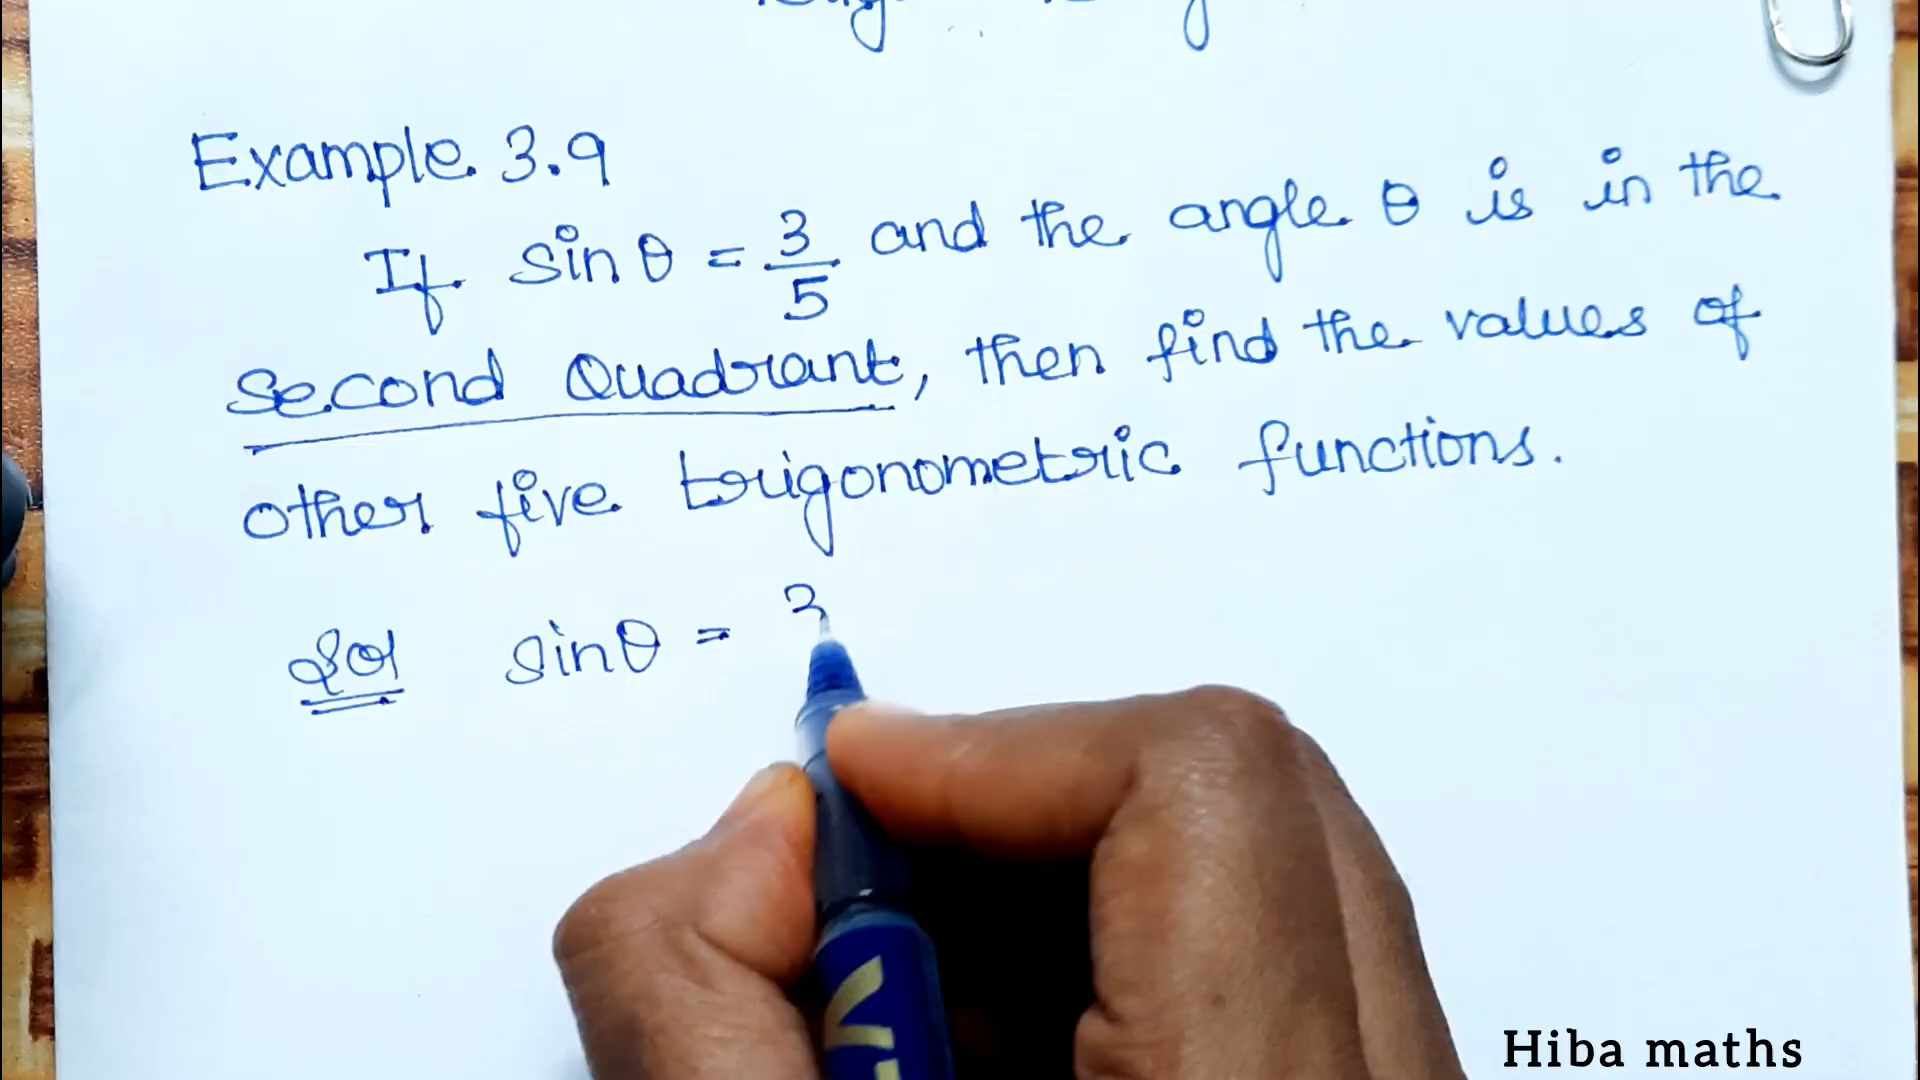 Example 3.9
If sin θ = 3/5 and the angle θ is in the
second Quadrant, then find the values of
other five trigonometric functions.
Sol sinθ = 3
Hiba maths